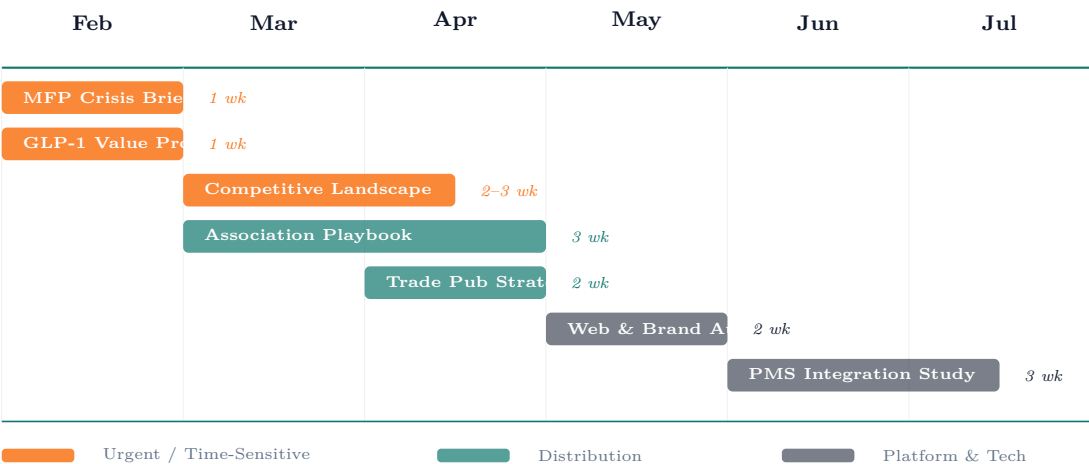 Feb Mar Apr May Jun Jul
MFP Crisis Brie 1 wk
GLP-1 Value Pro 1 wk
Competitive Landscape 2–3 wk
Association Playbook 3 wk
Trade Pub Strat 2 wk
Web & Brand Au 2 wk
PMS Integration Study 3 wk
Urgent / Time-Sensitive Distribution Platform & Tech